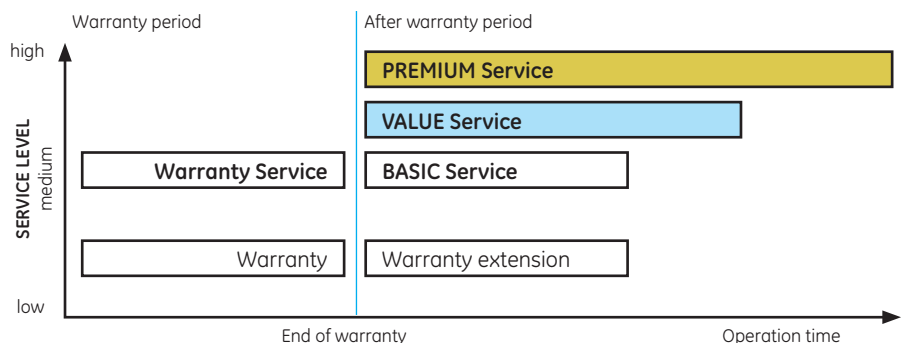 Warranty period
After warranty period
high
PREMIUM Service
VALUE Service
SERVICE LEVEL
medium
Warranty Service
BASIC Service
Warranty
Warranty extension
low
End of warranty
Operation time